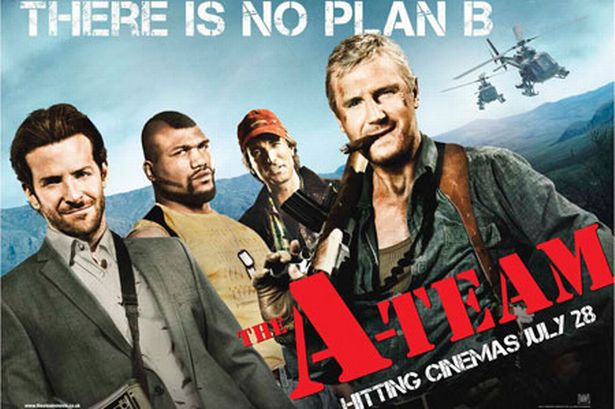 THERE IS NO PLAN B
THE A-TEAM
HITTING CINEMAS JULY 28